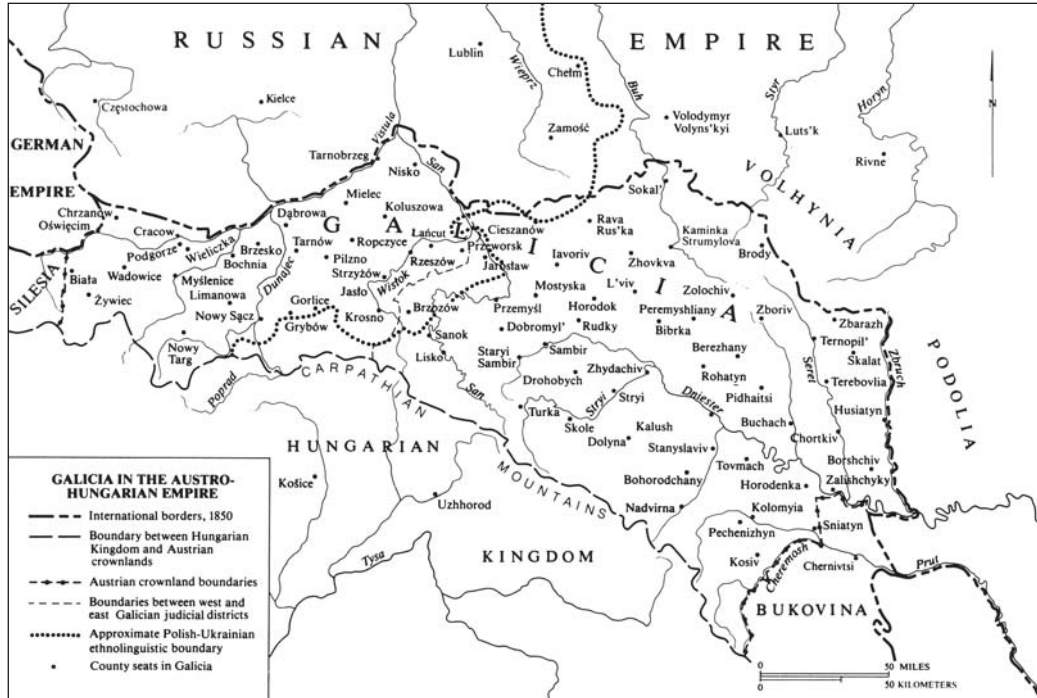 RUSSIAN EMPIRE
Lublin
Wieprz
Chełm
Buh
Styr
Horyn
Częstochowa
Kielce
Vistula
Zamość
Volodymyr
Volyns'kyi
Luts'k
Rivne
N
GERMAN
EMPIRE
VOLHYNIA
Tarnobrzeg
San
Nisko
Sokal'
Mielec
Koluszowa
Chrzanów
Oświęcim
Cracow
Podgorze
Wieliczka
Dąbrowa
GALICIA
Łańcut
Cieszanów
Rava
Rus'ka
Kaminka
Strumylova
Brody
Brzesko
Bochnia
Tarnów
Ropczyce
Przeworsk
Rzeszów
Jarosław
Iavoriv
Zhovkva
SILESIA
Biała
Wadowice
Myślenice
Dunajec
Pilzno
Strzyżów
Wisłok
Jasło
Mostyska
L'viv
Zolochiv
Żywiec
Limanowa
Gorlice
Krosno
Brzozów
Przemyśl
Horodok
Peremyshliany
Zboriv
Zbarazh
Nowy Sącz
Grybów
Sanok
Dobromyl'
Rudky
Bibrka
Ternopil'
Zbruch
PODOLIA
Nowy
Targ
Lisko
Staryi
Sambir
Sambir
Berezhany
Seret
Skalat
Poprad
CARPATHIAN
San
Drohobych
Zhydachiv
Rohatyn
Terebovlia
Stryi
Stryi
Dniester
Pidhaitsi
Husiatyn
Turka
Skole
Kalush
Buchach
Dolyna
Stanyslaviv
Chortkiv
HUNGARIAN
MOUNTAINS
Tovmach
Borshchiv
Bohorodchany
Horodenka
Zalishchyky
Košice
Uzhhorod
Nadvirna
Kolomyia
Sniatyn
Pechenizhyn
KINGDOM
Tysa
Kosiv
Cheremosh
Chernivtsi
Prut
BUKOVINA
GALICIA IN THE AUSTRO-
HUNGARIAN EMPIRE
International borders, 1850
Boundary between Hungarian
Kingdom and Austrian
crownlands
Austrian crownland boundaries
Boundaries between west and
east Galician judicial districts
Approximate Polish-Ukrainian
ethnolinguistic boundary
County seats in Galicia
0 50 MILES
0 50 KILOMETERS